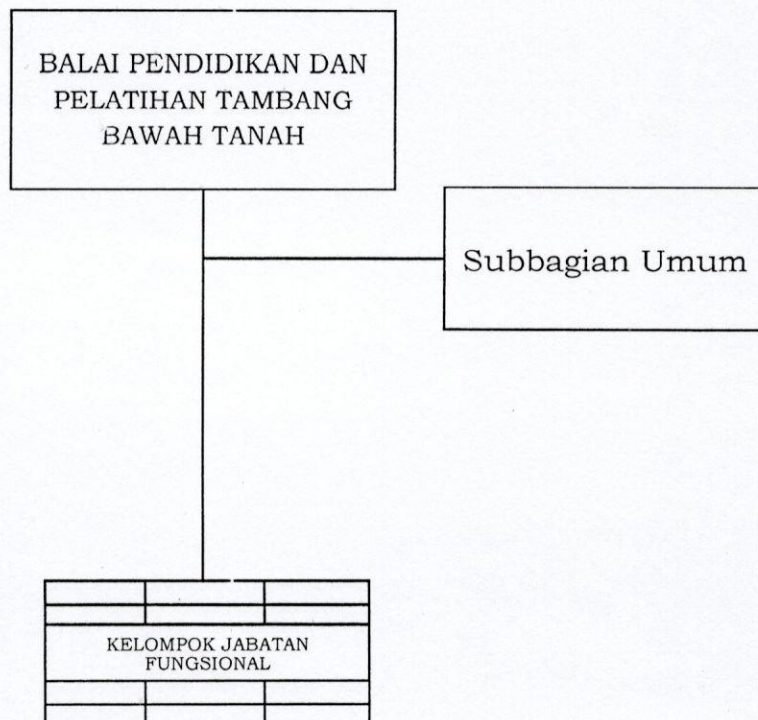 BALAI PENDIDIKAN DAN
PELATIHAN TAMBANG
BAWAH TANAH
Subbagian Umum
KELOMPOK JABATAN
FUNGSIONAL